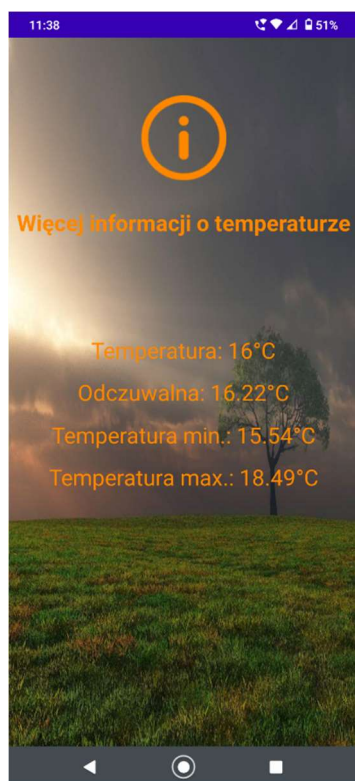 11:38
51%
Więcej informacji o temperaturze
Temperatura: 16°C
Odczuwalna: 16.22°C
Temperatura min.: 15.54°C
Temperatura max.: 18.49°C